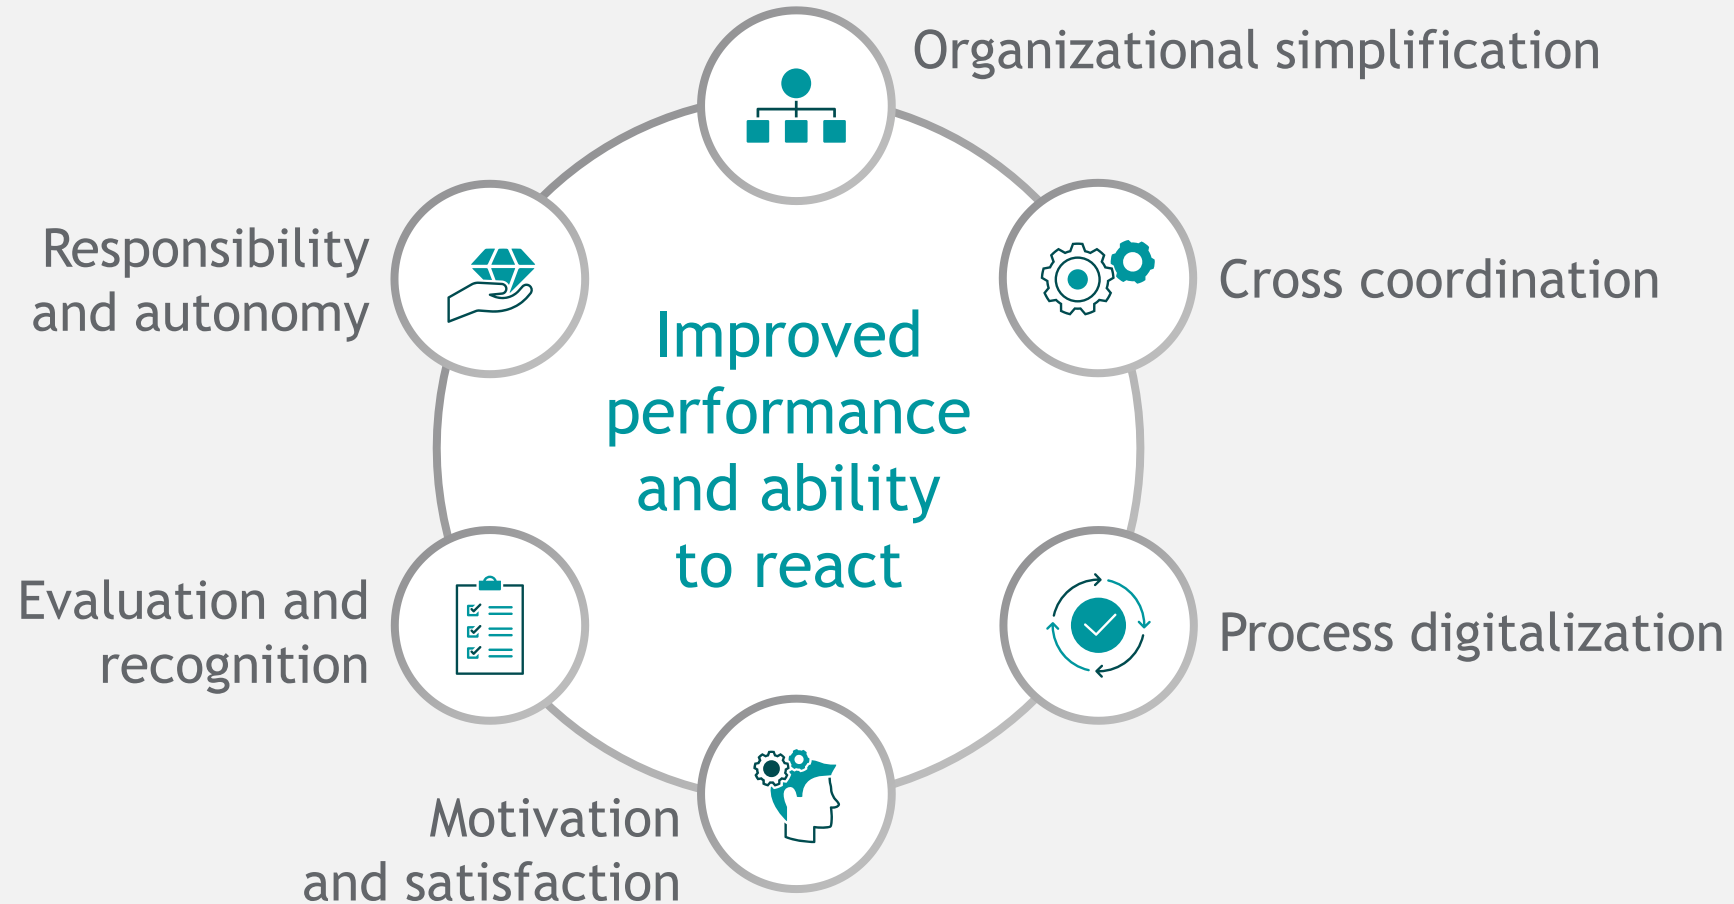 Organizational simplification
Cross coordination
Process digitalization
Motivation
and satisfaction
Evaluation and
recognition
Responsibility
and autonomy
Improved
performance
and ability
to react